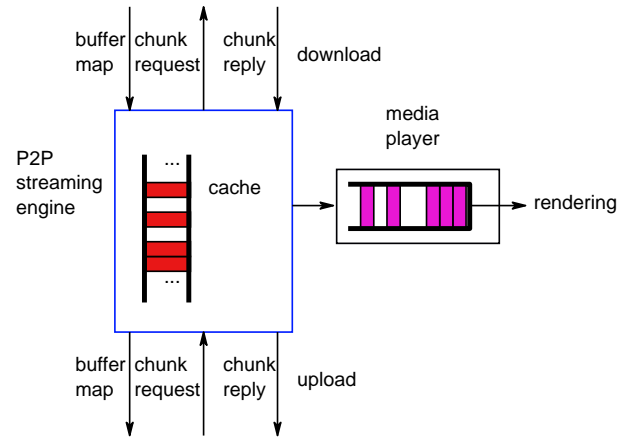 buffer chunk chunk
map request reply download
media
player
P2P
streaming
engine
...
cache
rendering
...
buffer chunk chunk
map request reply upload